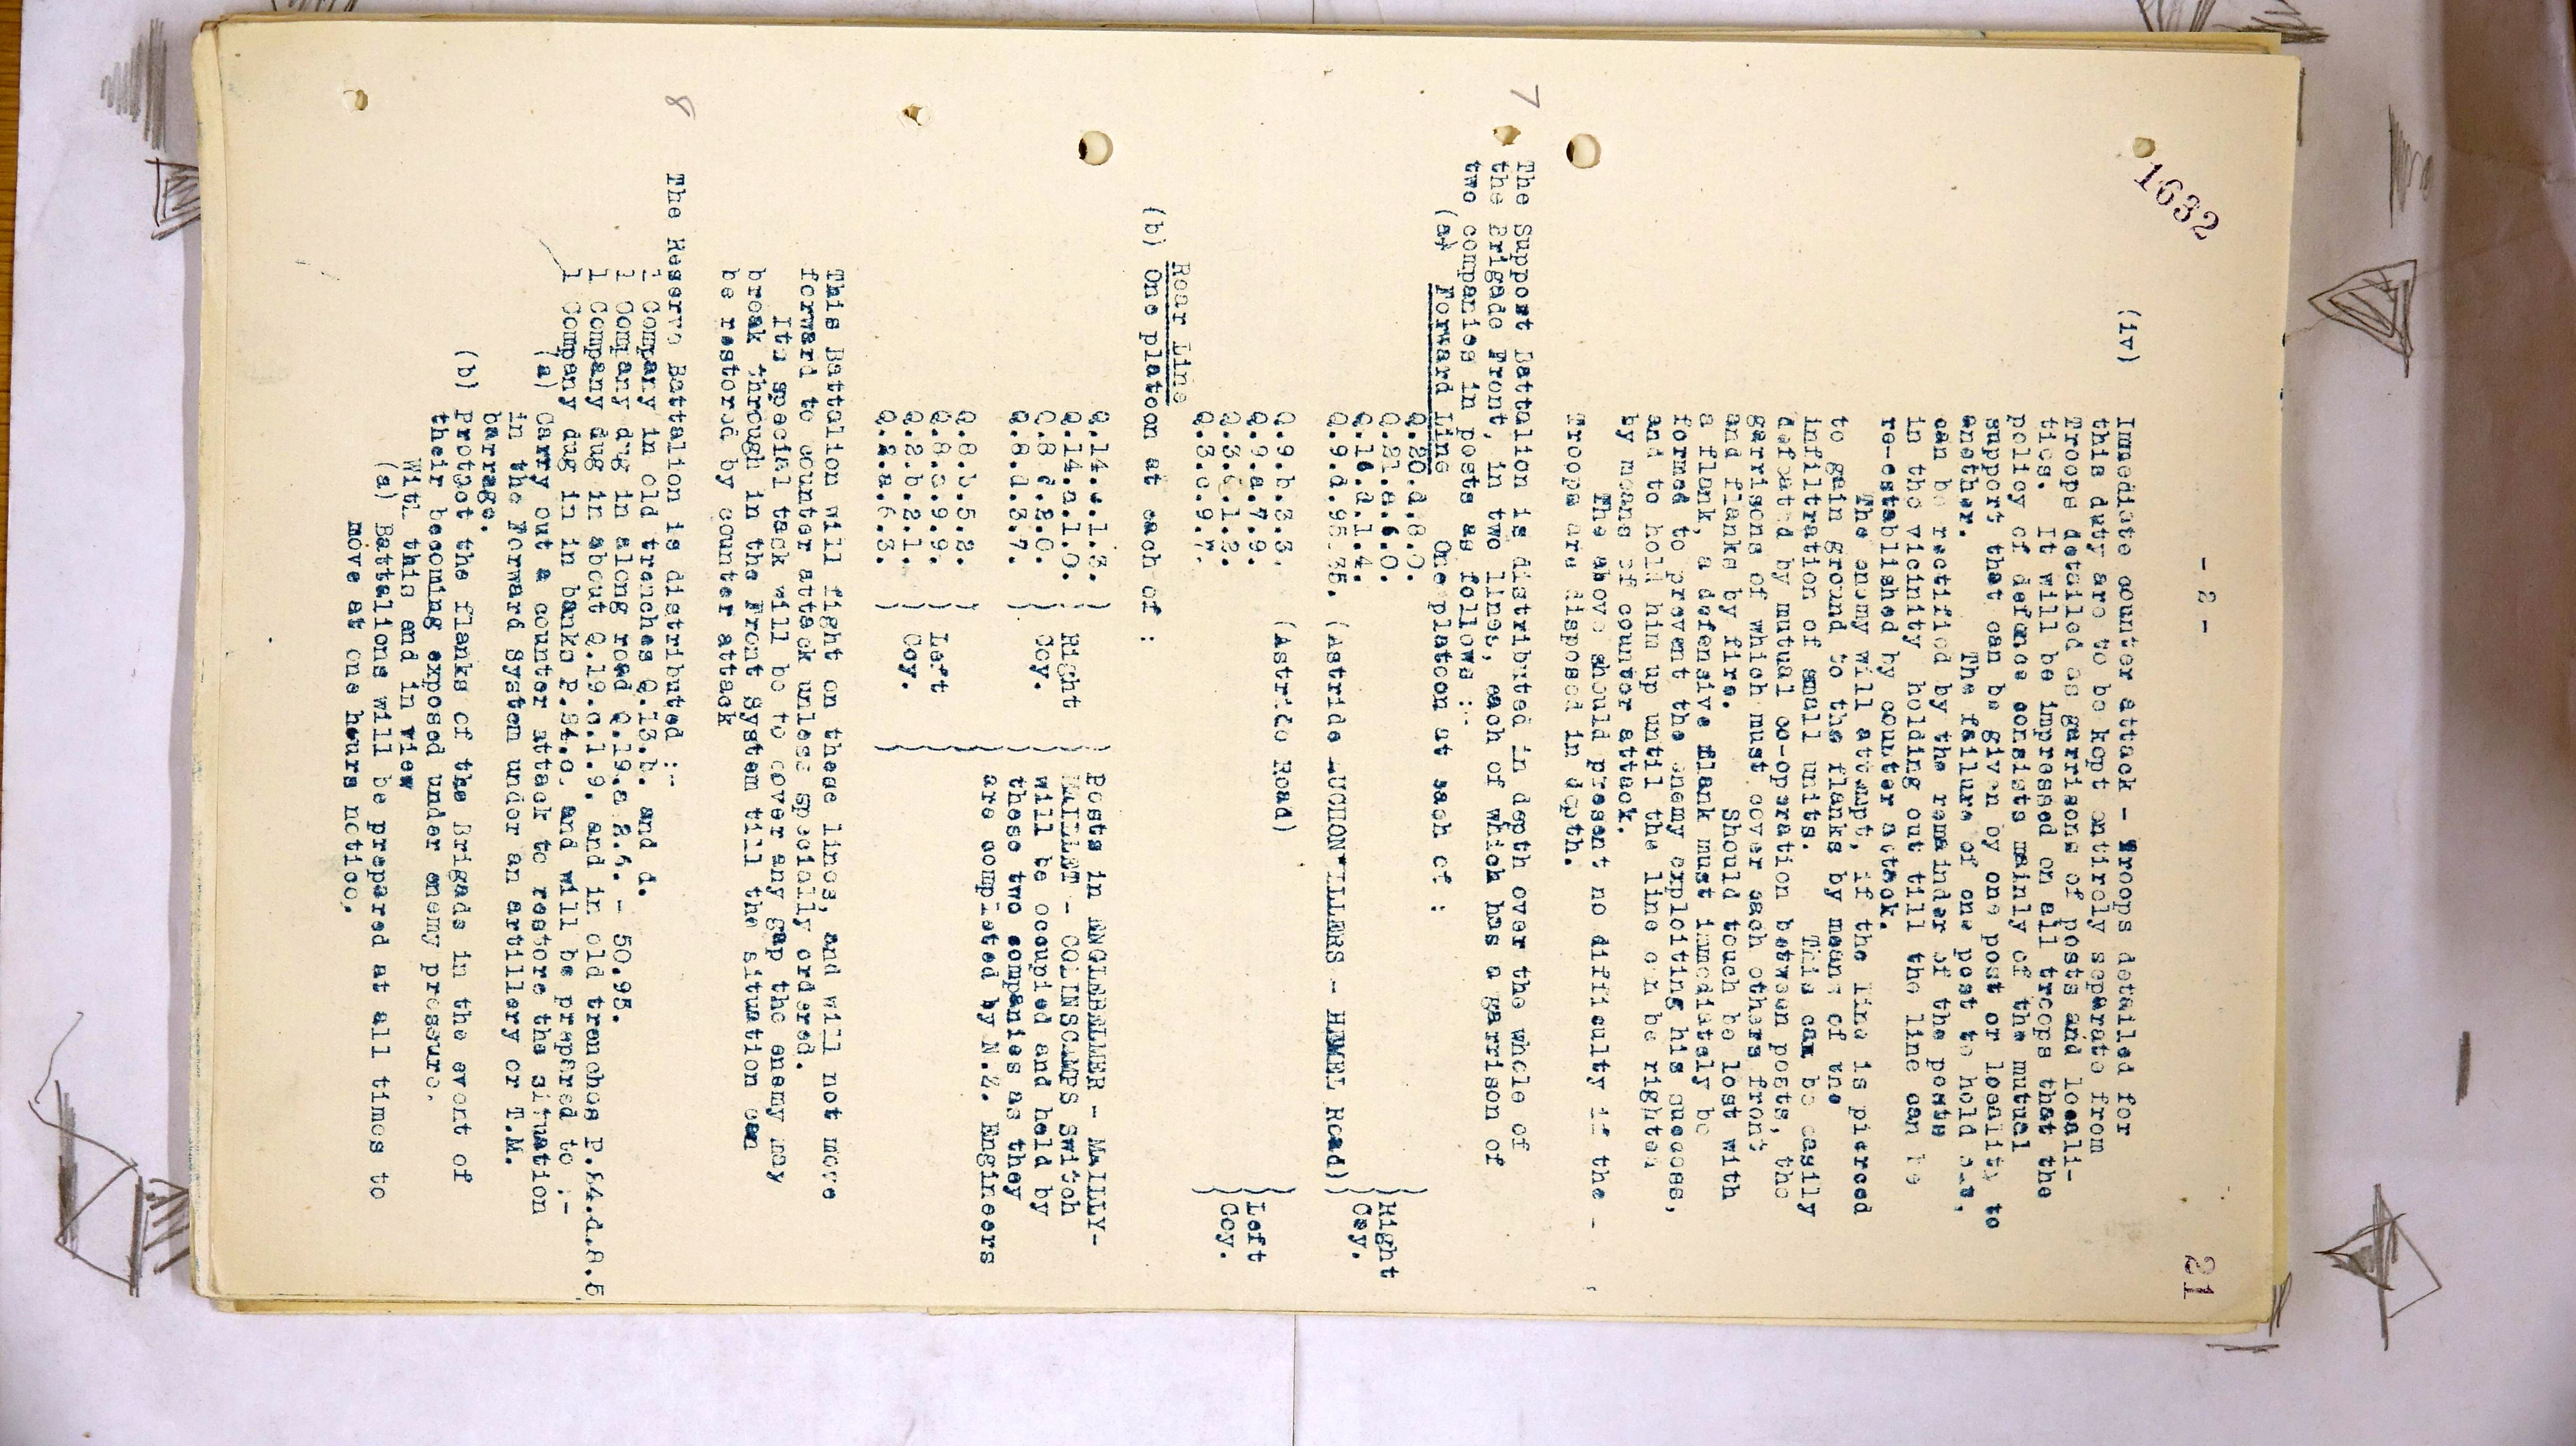 1632
21
- 2 -
(iv) Immediate counter attack - Troops detailed for
this duty are to be kept entirely separate from
Troops detailed as garrisons of posts and locali-
ties. It will be impressed on all troops that the
policy of defence consists mainly of the mutual
support that can be given by one post or locality to
another. The failure of one post to hold out,
can be rectified by the remainder of the posts
in the vicinity holding out till the line can be
re-established by counter attack.
The enemy will attempt, if the line is pierced
to gain ground to the flanks by means of the
infiltration of small units. This can be easily
defeated by mutual co-operation between posts, the
garrisons of which must cover each others front
and flanks by fire. Should touch be lost with
a flank, a defensive flank must immediately be
formed to prevent the enemy exploiting his success,
and to hold him up until the line can be righted
by means of counter attack.
The above should present no difficulty if the -
Troops are disposed in depth.
7 The Support Battalion is distributed in depth over the whole of
the Brigade Front, in two lines, each of which has a garrison of
two companies in posts as follows :-
(a) Forward Line One platoon at each of :
Q.20.d.8.0.
Q.21.a.6.0. ) Right
Q.16.d.1.4. ) Coy.
Q.9.d.95.35. (Astride AUCHONVILLERS - HEMEL Road)
Q.9.b.3.3. (Astride Road)
Q.9.a.7.9. ) Left
Q.3.c.1.2. ) Coy.
Q.3.c.9.7.
Rear Line
(b) One platoon at each of :
Q.14.d.1.3. ) Posts in ENGLEBELMER - MAILLY-
Q.14.a.1.0. ) Right MAILLET - COLINSCAMPS Switch
Q.8.d.2.0. ) Coy. will be occupied and held by
Q.8.d.3.7. ) these two companies as they
are completed by N.Z. Engineers
Q.8.b.5.2. )
Q.8.a.9.9. ) Left
Q.2.b.2.1. ) Coy.
Q.2.a.6.3. )
This Battalion will fight on these lines, and will not move
forward to counter attack unless specially ordered.
Its special task will be to cover any gap the enemy may
break through in the Front System till the situation can
be restored by counter attack
8 The Reserve Battalion is distributed :-
1 Company in old trenches Q.13.b. and d.
1 Company dug in along road Q.19.a 2.4. - 50.95.
1 Company dug in about Q.19.c.1.9. and in old trenches P.24.d.8.5
1 Company dug in in banks P.24.c. and will be prepared to :-
(a) Carry out a counter attack to restore the situation
in the Forward System under an artillery or T.M.
barrage.
(b) Protect the flanks of the Brigade in the event of
their becoming exposed under enemy pressure.
With this end in view
(a) Battalions will be prepared at all times to
move at one hours notice.